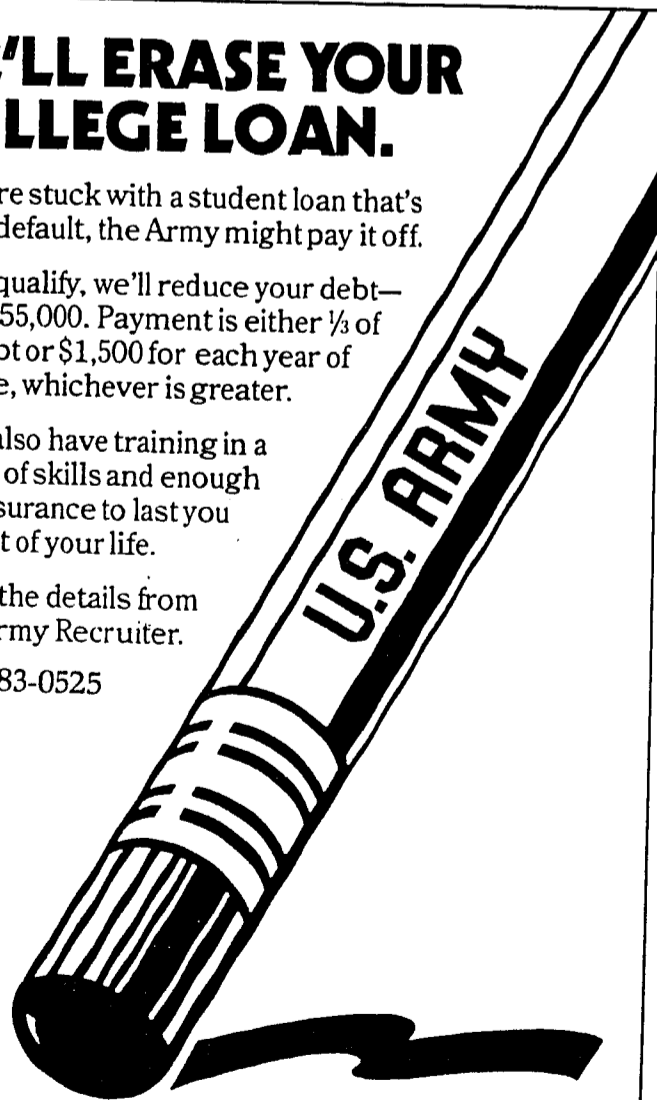 'LL ERASE YOUR
LLEGE LOAN.
re stuck with a student loan that's
default, the Army might pay it off.
qualify, we'll reduce your debt—
55,000. Payment is either ⅓ of
bt or $1,500 for each year of
e, whichever is greater.
also have training in a
of skills and enough
surance to last you
t of your life.
the details from
rmy Recruiter.
83-0525
U.S. ARMY